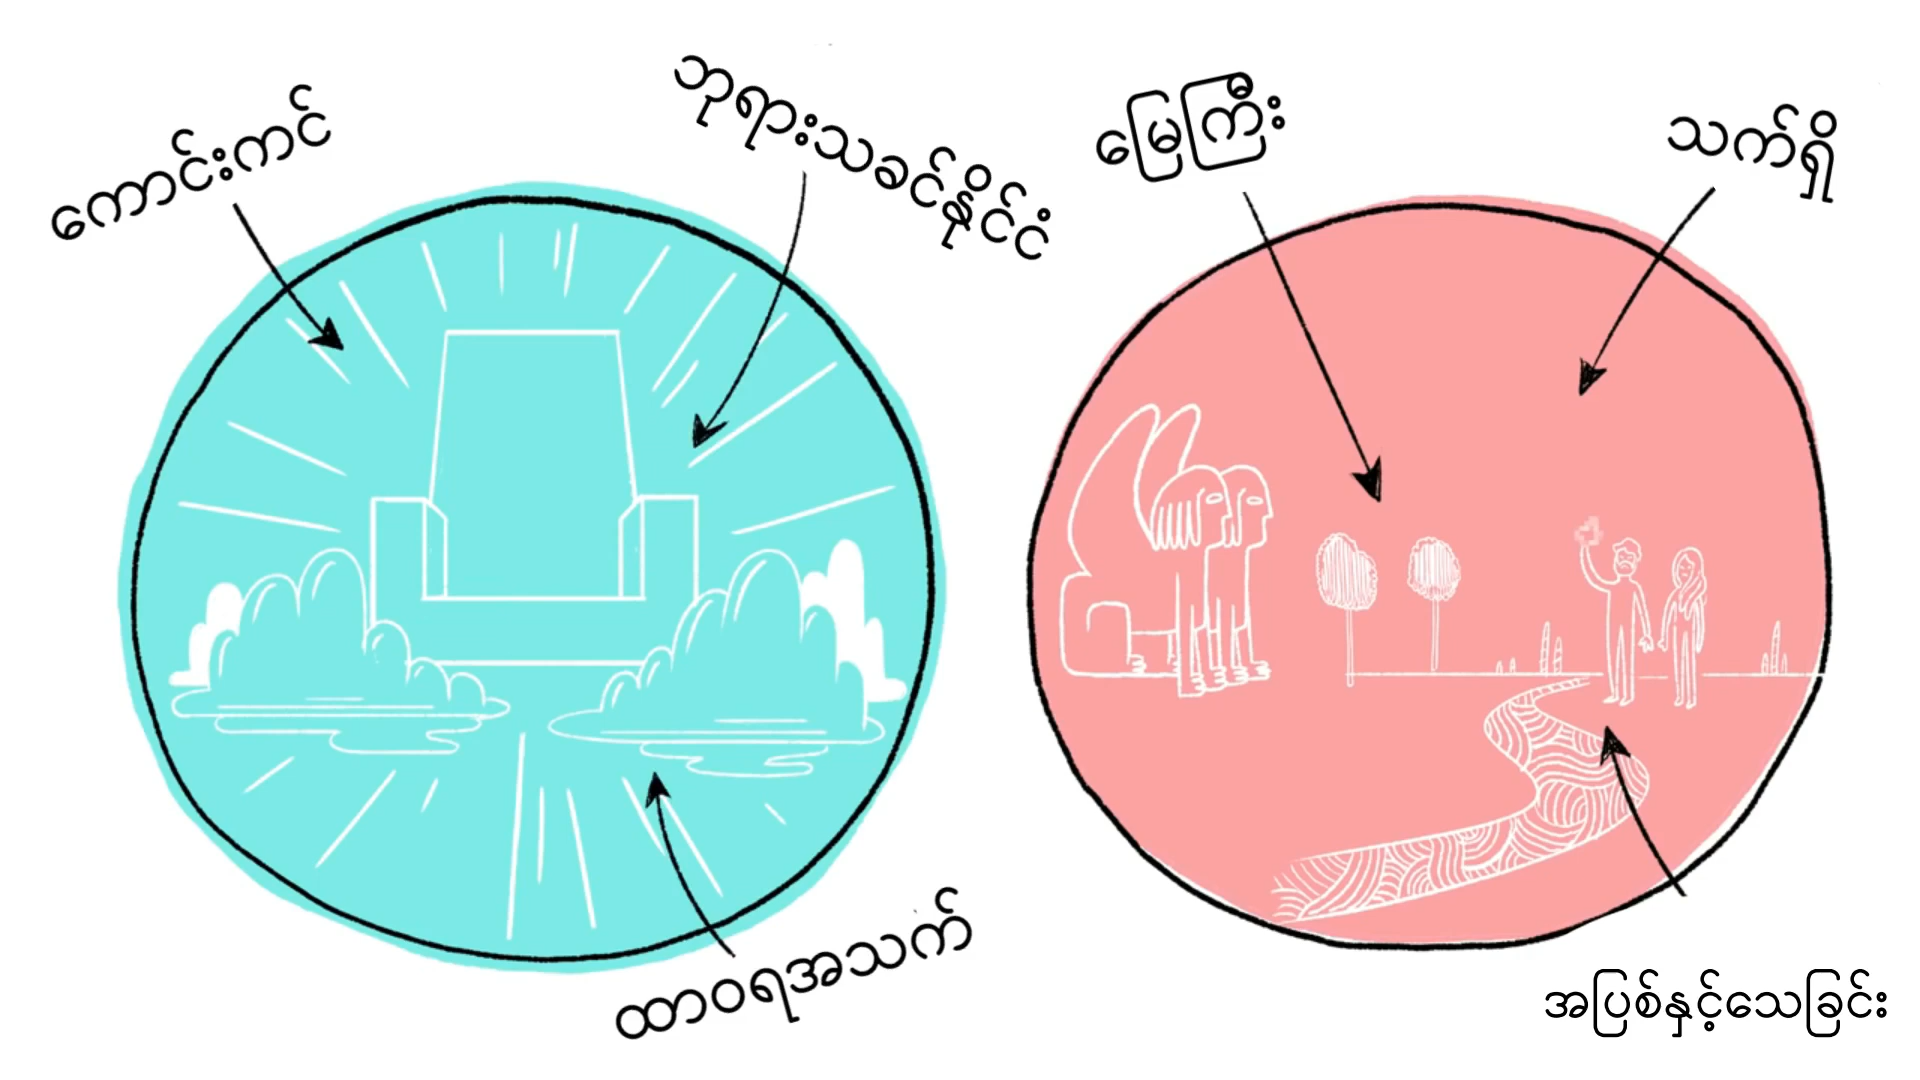 ကောင်းကင်
ဘုရားသခင်နိုင်ငံ
မြေကြီး
သက်ရှိ
ထာဝရအသက်
အပြစ်နှင့်သေခြင်း